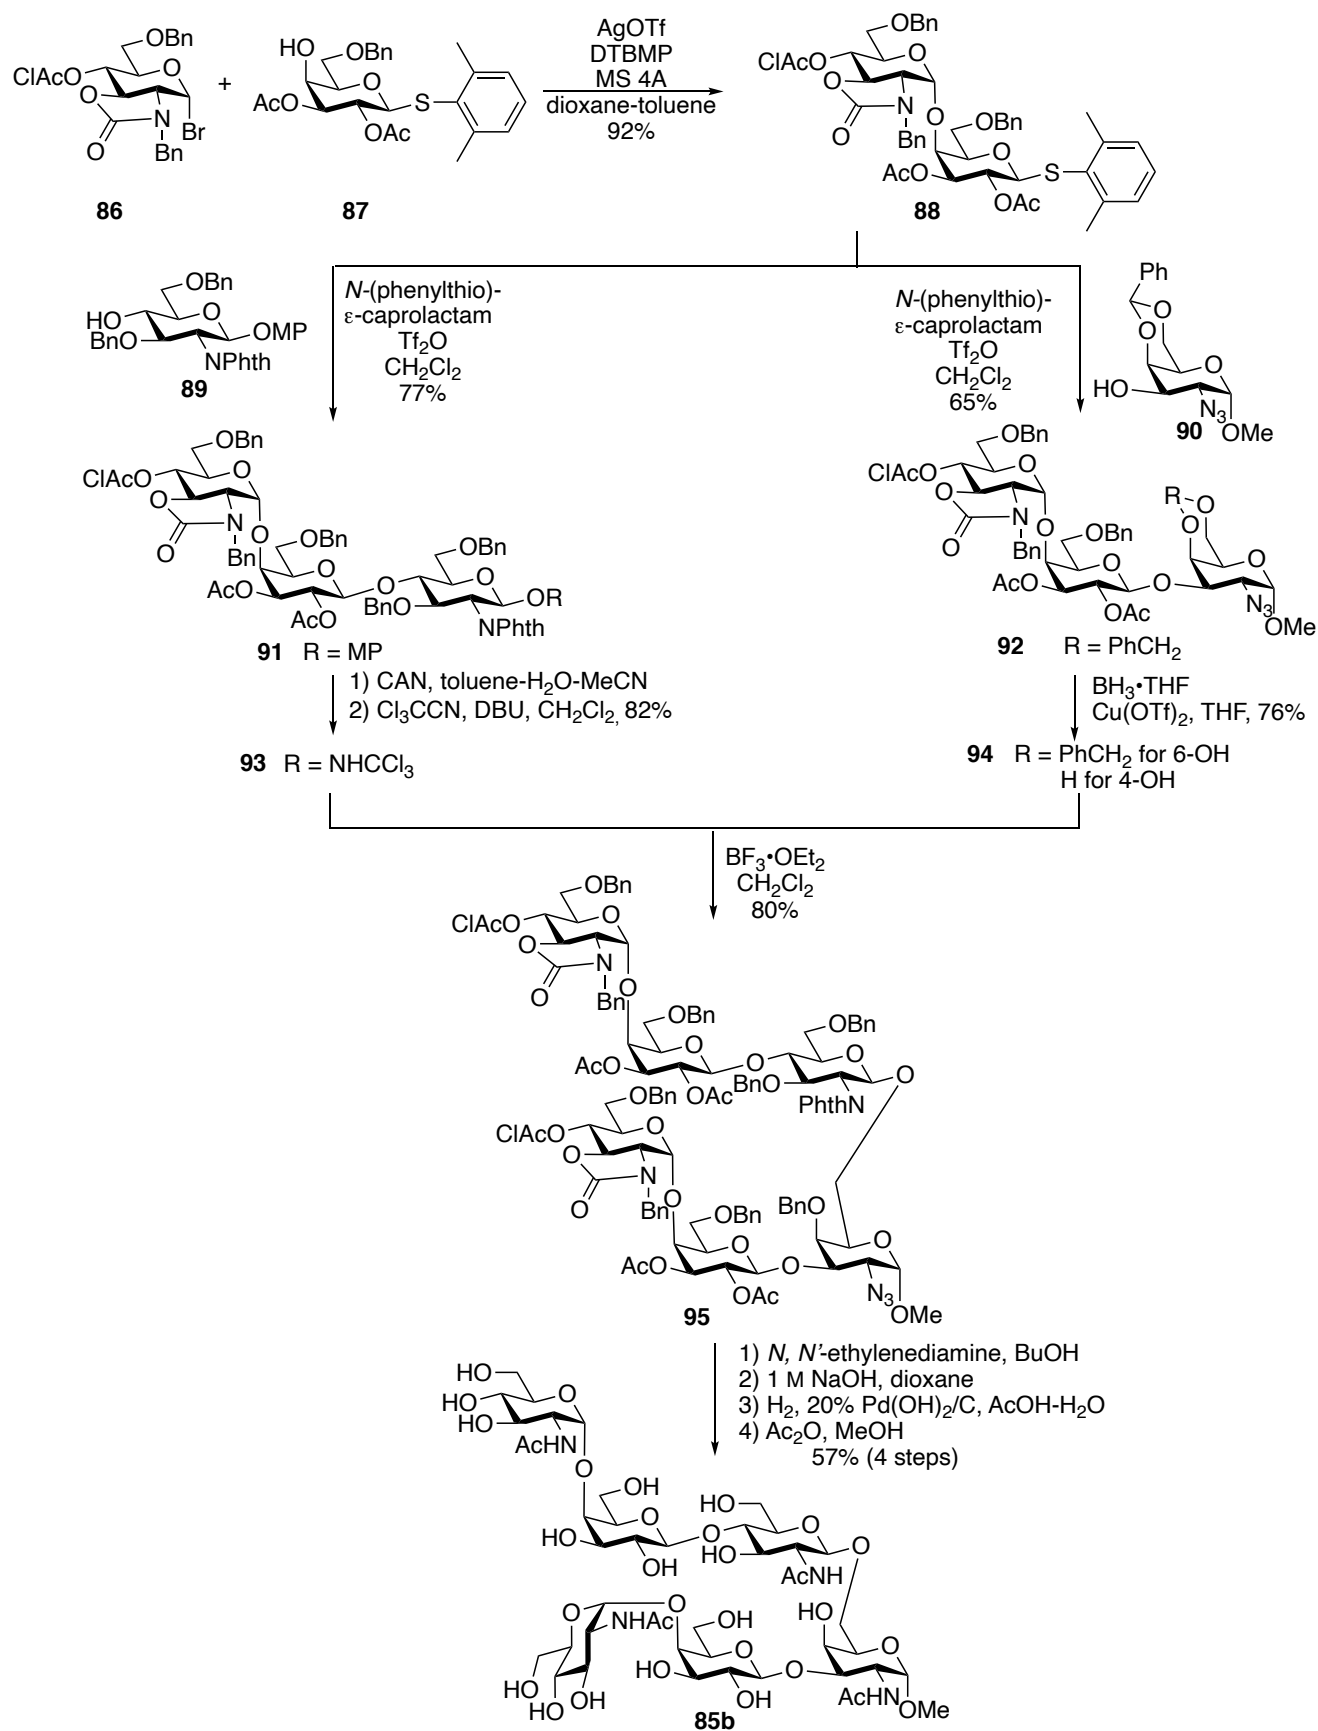 OBn
ClAcO
O
O
N
Br
O
Bn
86
+
HO
OBn
O
AcO
S
OAc
87
AgOTf
DTBMP
MS 4A
dioxane-toluene
92%
OBn
ClAcO
O
O
N
O
Bn
O
OBn
O
AcO
S
OAc
88
OBn
HO
O
OMP
BnO
NPhth
89
N-(phenylthio)-
ε-caprolactam
Tf₂O
CH₂Cl₂
77%
N-(phenylthio)-
ε-caprolactam
Tf₂O
CH₂Cl₂
65%
Ph
O
O
O
HO
N₃
OMe
90
OBn
ClAcO
O
O
N
O
Bn
O
OBn
O
AcO
AcO
O
OBn
O
BnO
OR
NPhth
91 R = MP
OBn
ClAcO
O
O
N
O
Bn
O
OBn
O
AcO
OAc
O
R
O
O
O
N₃
OMe
92 R = PhCH₂
1) CAN, toluene-H₂O-MeCN
2) Cl₃CCN, DBU, CH₂Cl₂, 82%
BH₃•THF
Cu(OTf)₂, THF, 76%
93 R = NHCCl₃
94 R = PhCH₂ for 6-OH
H for 4-OH
BF₃•OEt₂
CH₂Cl₂
80%
OBn
ClAcO
O
O
N
O
Bn
O
OBn
O
AcO
OAc
O
OBn
O
BnO
PhthN
O
OBn
ClAcO
O
O
N
O
Bn
O
OBn
O
AcO
OAc
O
BnO
O
N₃
OMe
95
1) N, N’-ethylenediamine, BuOH
2) 1 M NaOH, dioxane
3) H₂, 20% Pd(OH)₂/C, AcOH-H₂O
4) Ac₂O, MeOH
57% (4 steps)
HO
O
HO
HO
AcHN
O
OH
O
HO
OH
O
HO
O
HO
AcNH
O
O
NHAc
HO
HO
OH
O
OH
O
HO
OH
O
HO
O
AcHN
OMe
85b